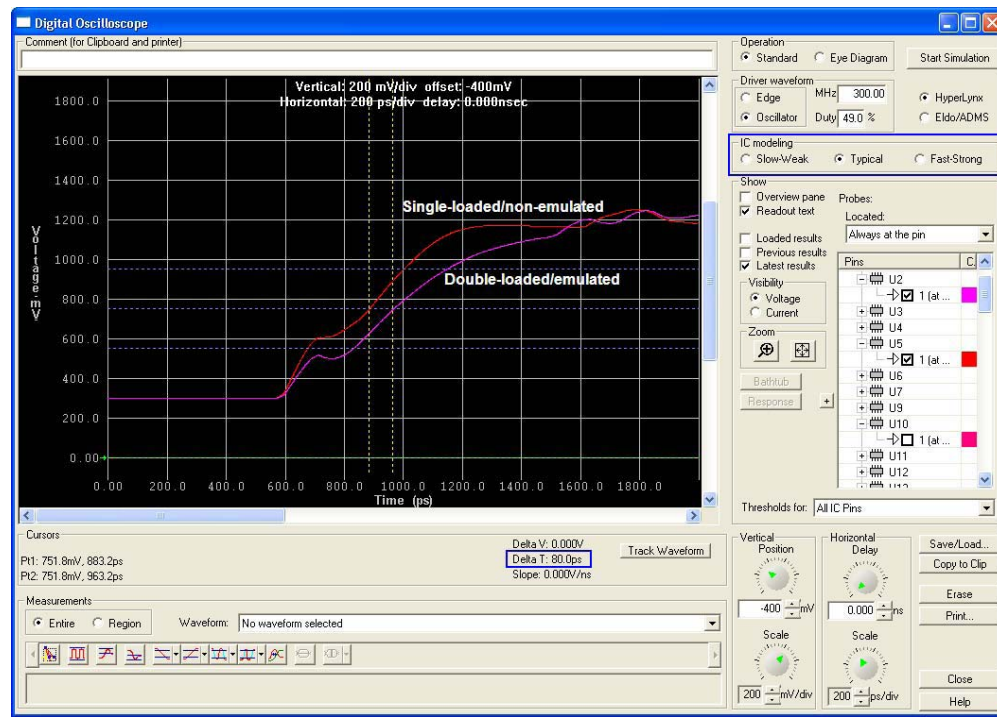 Digital Oscilloscope
Comment (for Clipboard and printer)
Vertical: 200 mV/div offset: -400mV
Horizontal: 200 ps/div delay: 0.000nsec
Voltage-mV
1800.0
1600.0
1400.0
1200.0
1000.0
800.0
600.0
400.0
200.0
0.00
Single-loaded/non-emulated
Double-loaded/emulated
0.00 200.0 400.0 600.0 800.0 1000.0 1200.0 1400.0 1600.0 1800.0
Time (ps)
Cursors
Pt1: 751.8mV, 883.2ps
Pt2: 751.8mV, 963.2ps
Delta V: 0.000V
Delta T: 80.0ps
Slope: 0.000V/ns
Track Waveform
Measurements
Entire Region Waveform: No waveform selected
Operation
Standard Eye Diagram Start Simulation
Driver waveform
Edge MHz 300.00 HyperLynx
Oscillator Duty 49.0 % Eldo/ADMS
IC modeling
Slow-Weak Typical Fast-Strong
Show
Overview pane
Readout text
Loaded results
Previous results
Latest results
Visibility
Voltage
Current
Zoom
Bathtub
Response +
Probes:
Located:
Always at the pin
Pins C.
U2
1 (at ...
U3
U4
U5
1 (at ...
U6
U7
U9
U10
1 (at ...
U11
U12
Thresholds for: All IC Pins
Vertical
Position
-400 mV
Scale
200 mV/div
Horizontal
Delay
0.000 ns
Scale
200 ps/div
Save/Load...
Copy to Clip
Erase
Print...
Close
Help